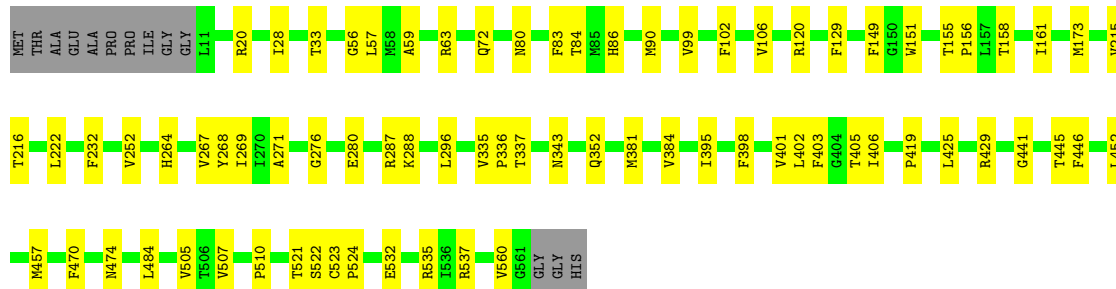 MET THR ALA GLU ALA PRO PRO ILE GLY GLY L11 R20 I28 T33 G56 L57 M58 A59 R63 Q72 N80 F83 T84 M85 H86 M90 V99 F102 V106 R120 F129 F149 G150 W151 T155 P156 L157 T158 I161 M173 V215
T216 L222 F232 V252 H264 V267 Y268 I269 I270 A271 G276 E280 R287 K288 L296 V335 P336 T337 N343 Q352 M381 V384 I395 F398 V401 L402 F403 G404 T405 I406 P419 L425 R429 G441 T445 F446 L452
M457 F470 N474 L484 V505 T506 V507 P510 T521 S522 C523 P524 E532 R535 I536 R537 V560 G561 GLY GLY HIS